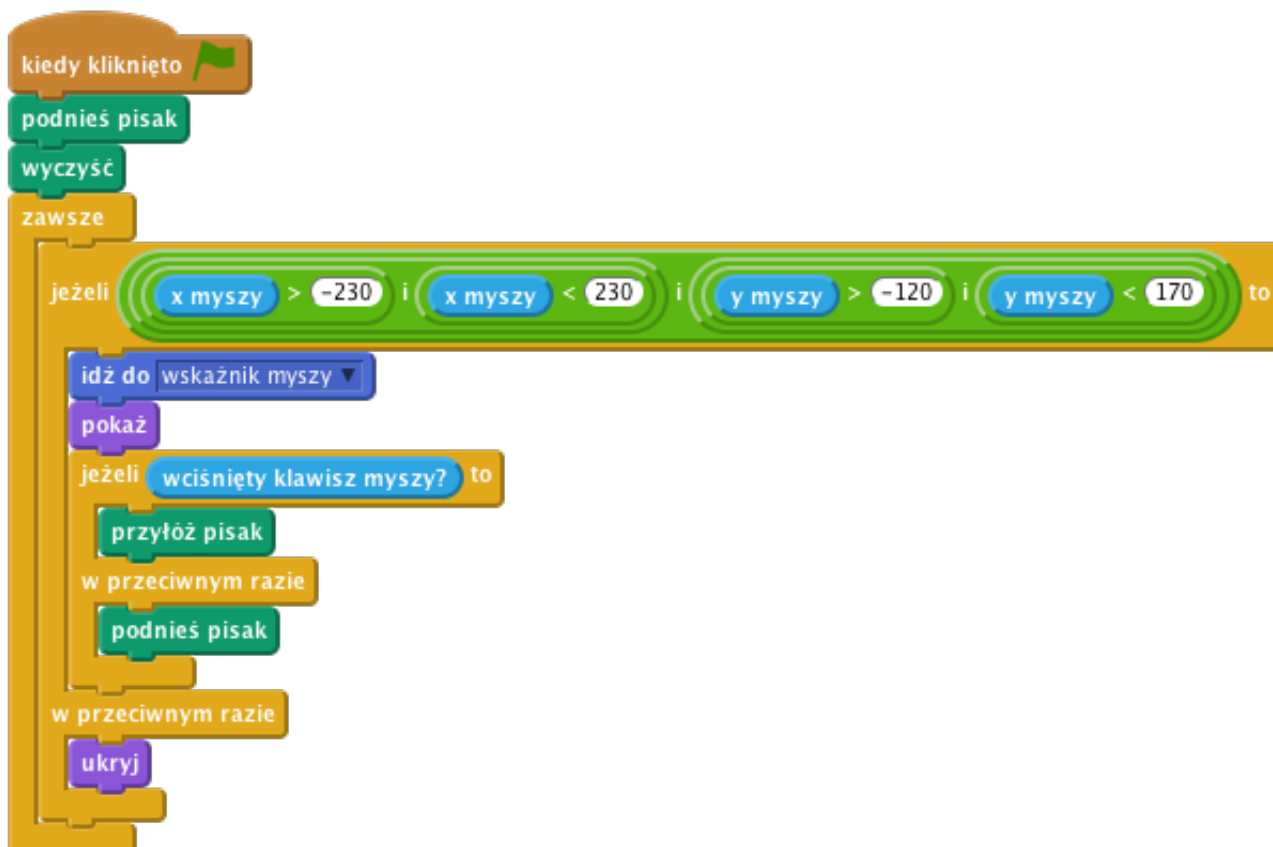 kiedy kliknięto
podnieś pisak
wyczyść
zawsze
jeżeli x myszy > -230 i x myszy < 230 i y myszy > -120 i y myszy < 170 to
idź do wskaźnik myszy
pokaż
jeżeli wciśnięty klawisz myszy? to
przyłóż pisak
w przeciwnym razie
podnieś pisak
w przeciwnym razie
ukryj